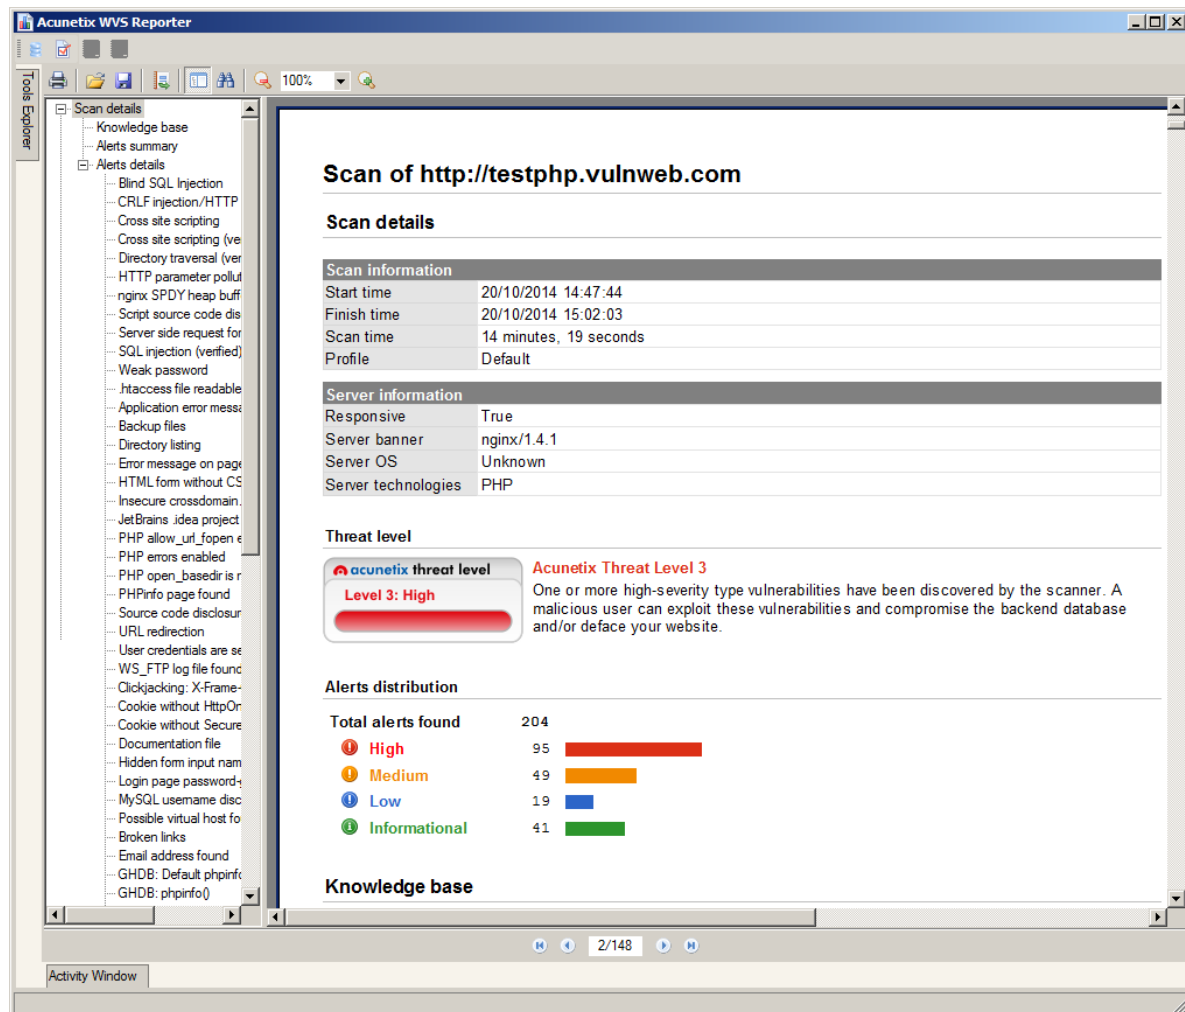 Acunetix WVS Reporter
100%
Tools Explorer
Scan details
Knowledge base
Alerts summary
Alerts details
Blind SQL Injection
CRLF injection/HTTP
Cross site scripting
Cross site scripting (ve
Directory traversal (ver
HTTP parameter pollut
nginx SPDY heap buff
Script source code dis
Server side request for
SQL injection (verified)
Weak password
.htaccess file readable
Application error messa
Backup files
Directory listing
Error message on page
HTML form without CS
Insecure crossdomain.
JetBrains .idea project
PHP allow_url_fopen e
PHP errors enabled
PHP open_basedir is n
PHPinfo page found
Source code disclosur
URL redirection
User credentials are se
WS_FTP log file found
Clickjacking: X-Frame-
Cookie without HttpOn
Cookie without Secure
Documentation file
Hidden form input nam
Login page password-g
MySQL username disc
Possible virtual host fo
Broken links
Email address found
GHDB: Default phpinfo
GHDB: phpinfo()
Scan of http://testphp.vulnweb.com
Scan details
Scan information
Start time 20/10/2014 14:47:44
Finish time 20/10/2014 15:02:03
Scan time 14 minutes, 19 seconds
Profile Default
Server information
Responsive True
Server banner nginx/1.4.1
Server OS Unknown
Server technologies PHP
Threat level
acunetix threat level
Level 3: High
Acunetix Threat Level 3
One or more high-severity type vulnerabilities have been discovered by the scanner. A
malicious user can exploit these vulnerabilities and compromise the backend database
and/or deface your website.
Alerts distribution
Total alerts found 204
High 95
Medium 49
Low 19
Informational 41
Knowledge base
2/148
Activity Window